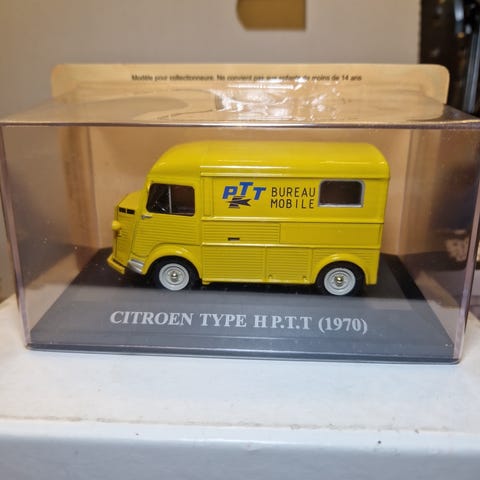 Modèle pour collectionneurs. Ne convient pas aux enfants de moins de 14 ans
PTT BUREAU
MOBILE
CITROEN TYPE H P.T.T (1970)